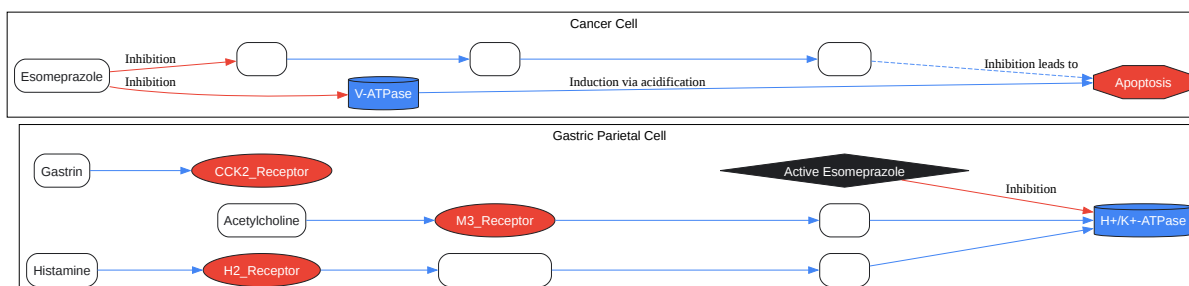 Cancer Cell
Inhibition
Esomeprazole
Inhibition
V-ATPase
Induction via acidification
Inhibition leads to
Apoptosis
Gastric Parietal Cell
Gastrin
CCK2_Receptor
Active Esomeprazole
Inhibition
Acetylcholine
M3_Receptor
H+/K+-ATPase
Histamine
H2_Receptor